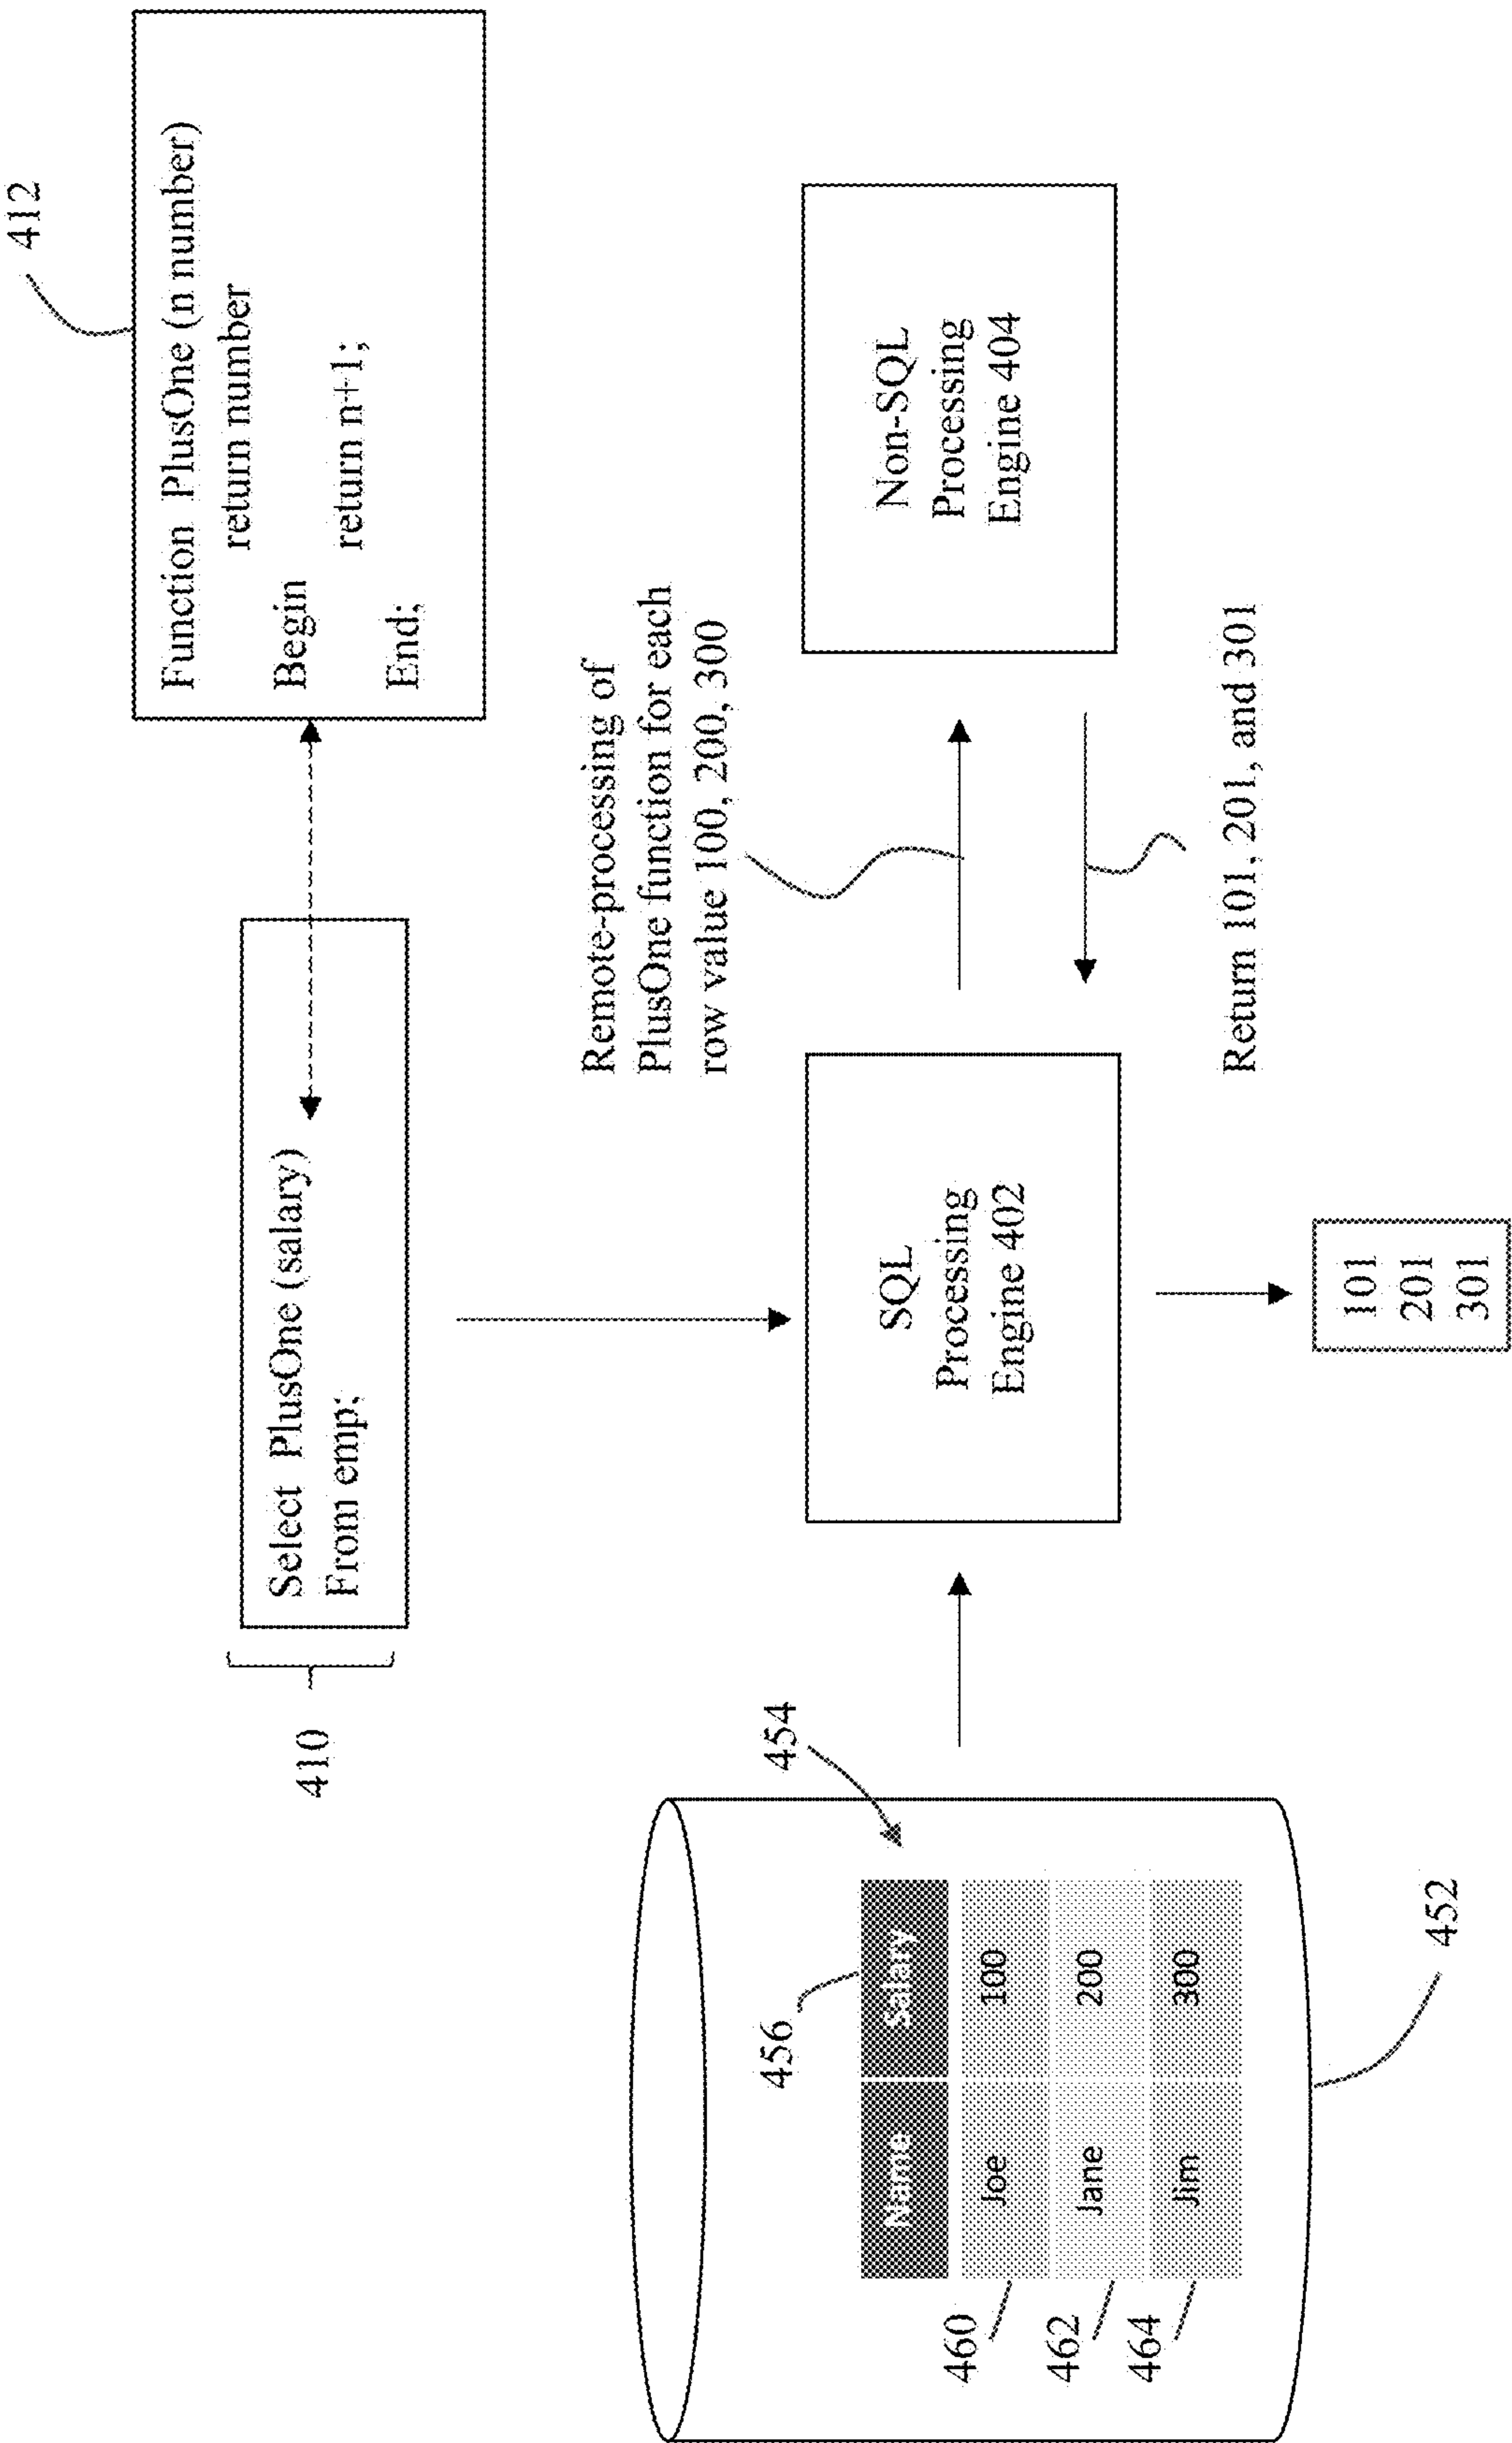 412
Function PlusOne (n number)
return number
Begin
return n+1;
End;
410
Select PlusOne (salary)
From emp;
Remote-processing of
PlusOne function for each
row value 100, 200, 300
454
456
Name Salary
460 Joe 100
462 Jane 200
464 Jim 300
452
SQL
Processing
Engine 402
Non-SQL
Processing
Engine 404
Return 101, 201, and 301
101
201
301